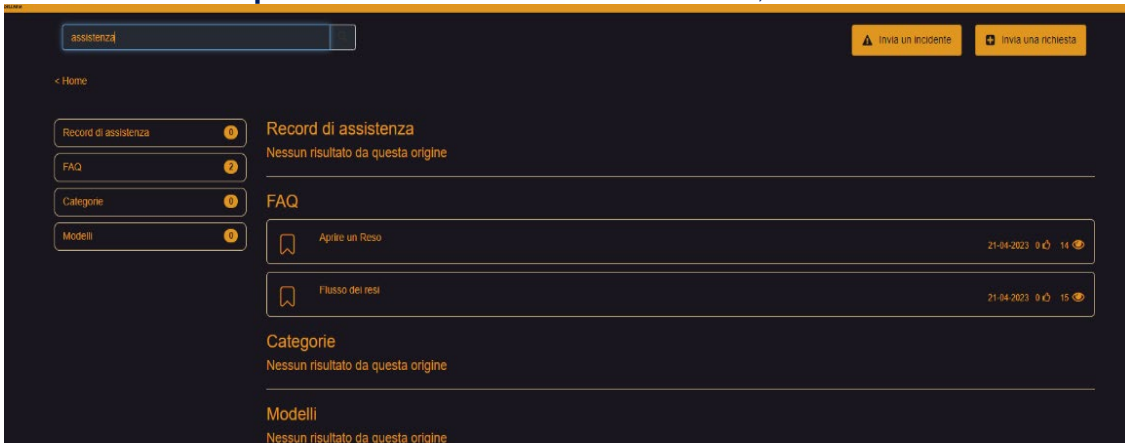 assistenza
Invia un incidente
Invia una richiesta
< Home
Record di assistenza 0
FAQ 2
Categorie 0
Modelli 0
Record di assistenza
Nessun risultato da questa origine
FAQ
Aprire un Reso
21-04-2023 0 14
Flusso dei resi
21-04-2023 0 15
Categorie
Nessun risultato da questa origine
Modelli
Nessun risultato da questa origine